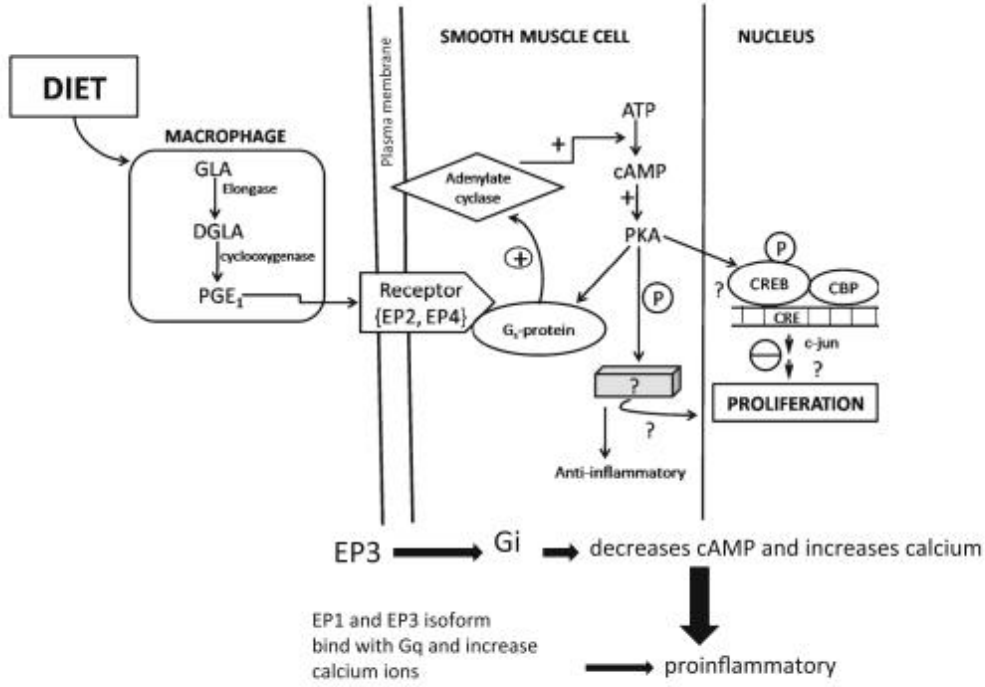 SMOOTH MUSCLE CELL
NUCLEUS
Plasma membrane
DIET
MACROPHAGE
GLA
Elongase
DGLA
cyclooxygenase
PGE₁
ATP
+
cAMP
+
PKA
Adenylate
cyclase
+
Receptor
{EP2, EP4}
Gₛ-protein
P
?
?
Anti-inflammatory
P
?
CREB
CBP
CRE
c-jun
?
PROLIFERATION
EP3
Gi
decreases cAMP and increases calcium
EP1 and EP3 isoform
bind with Gq and increase
calcium ions
proinflammatory